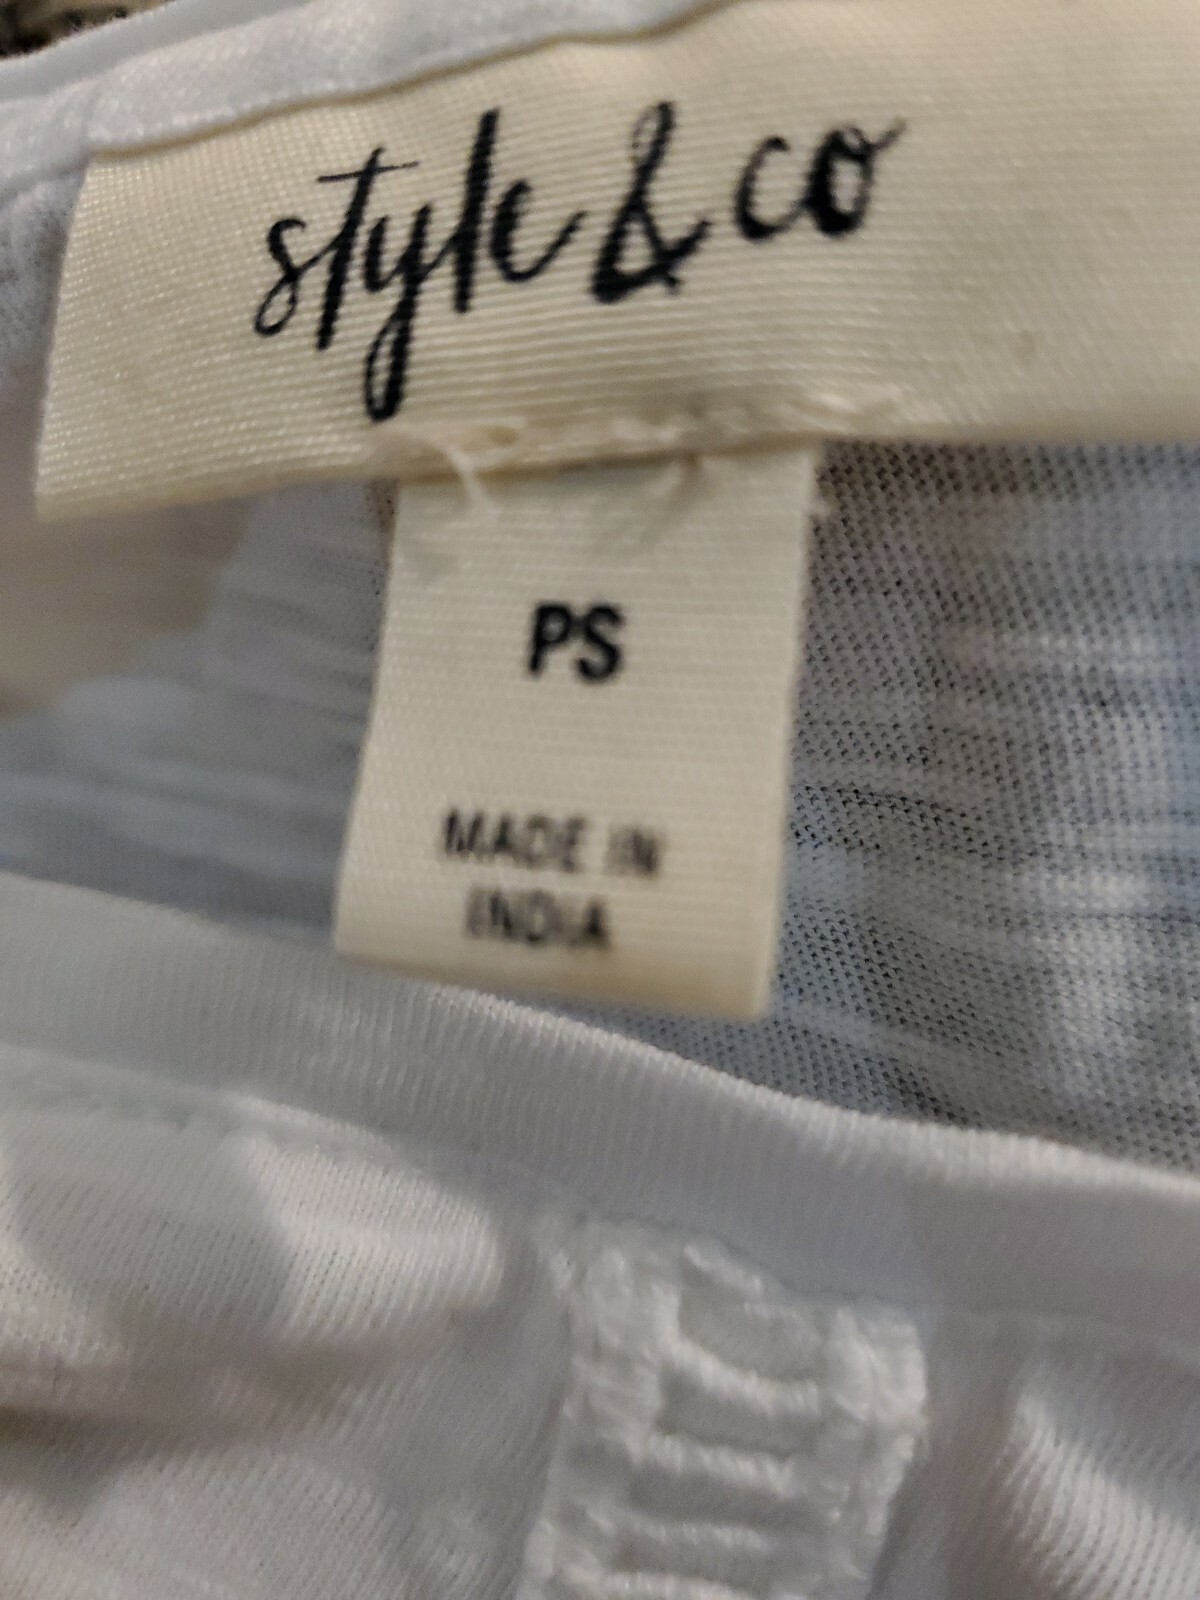 style & co
PS
MADE IN
INDIA